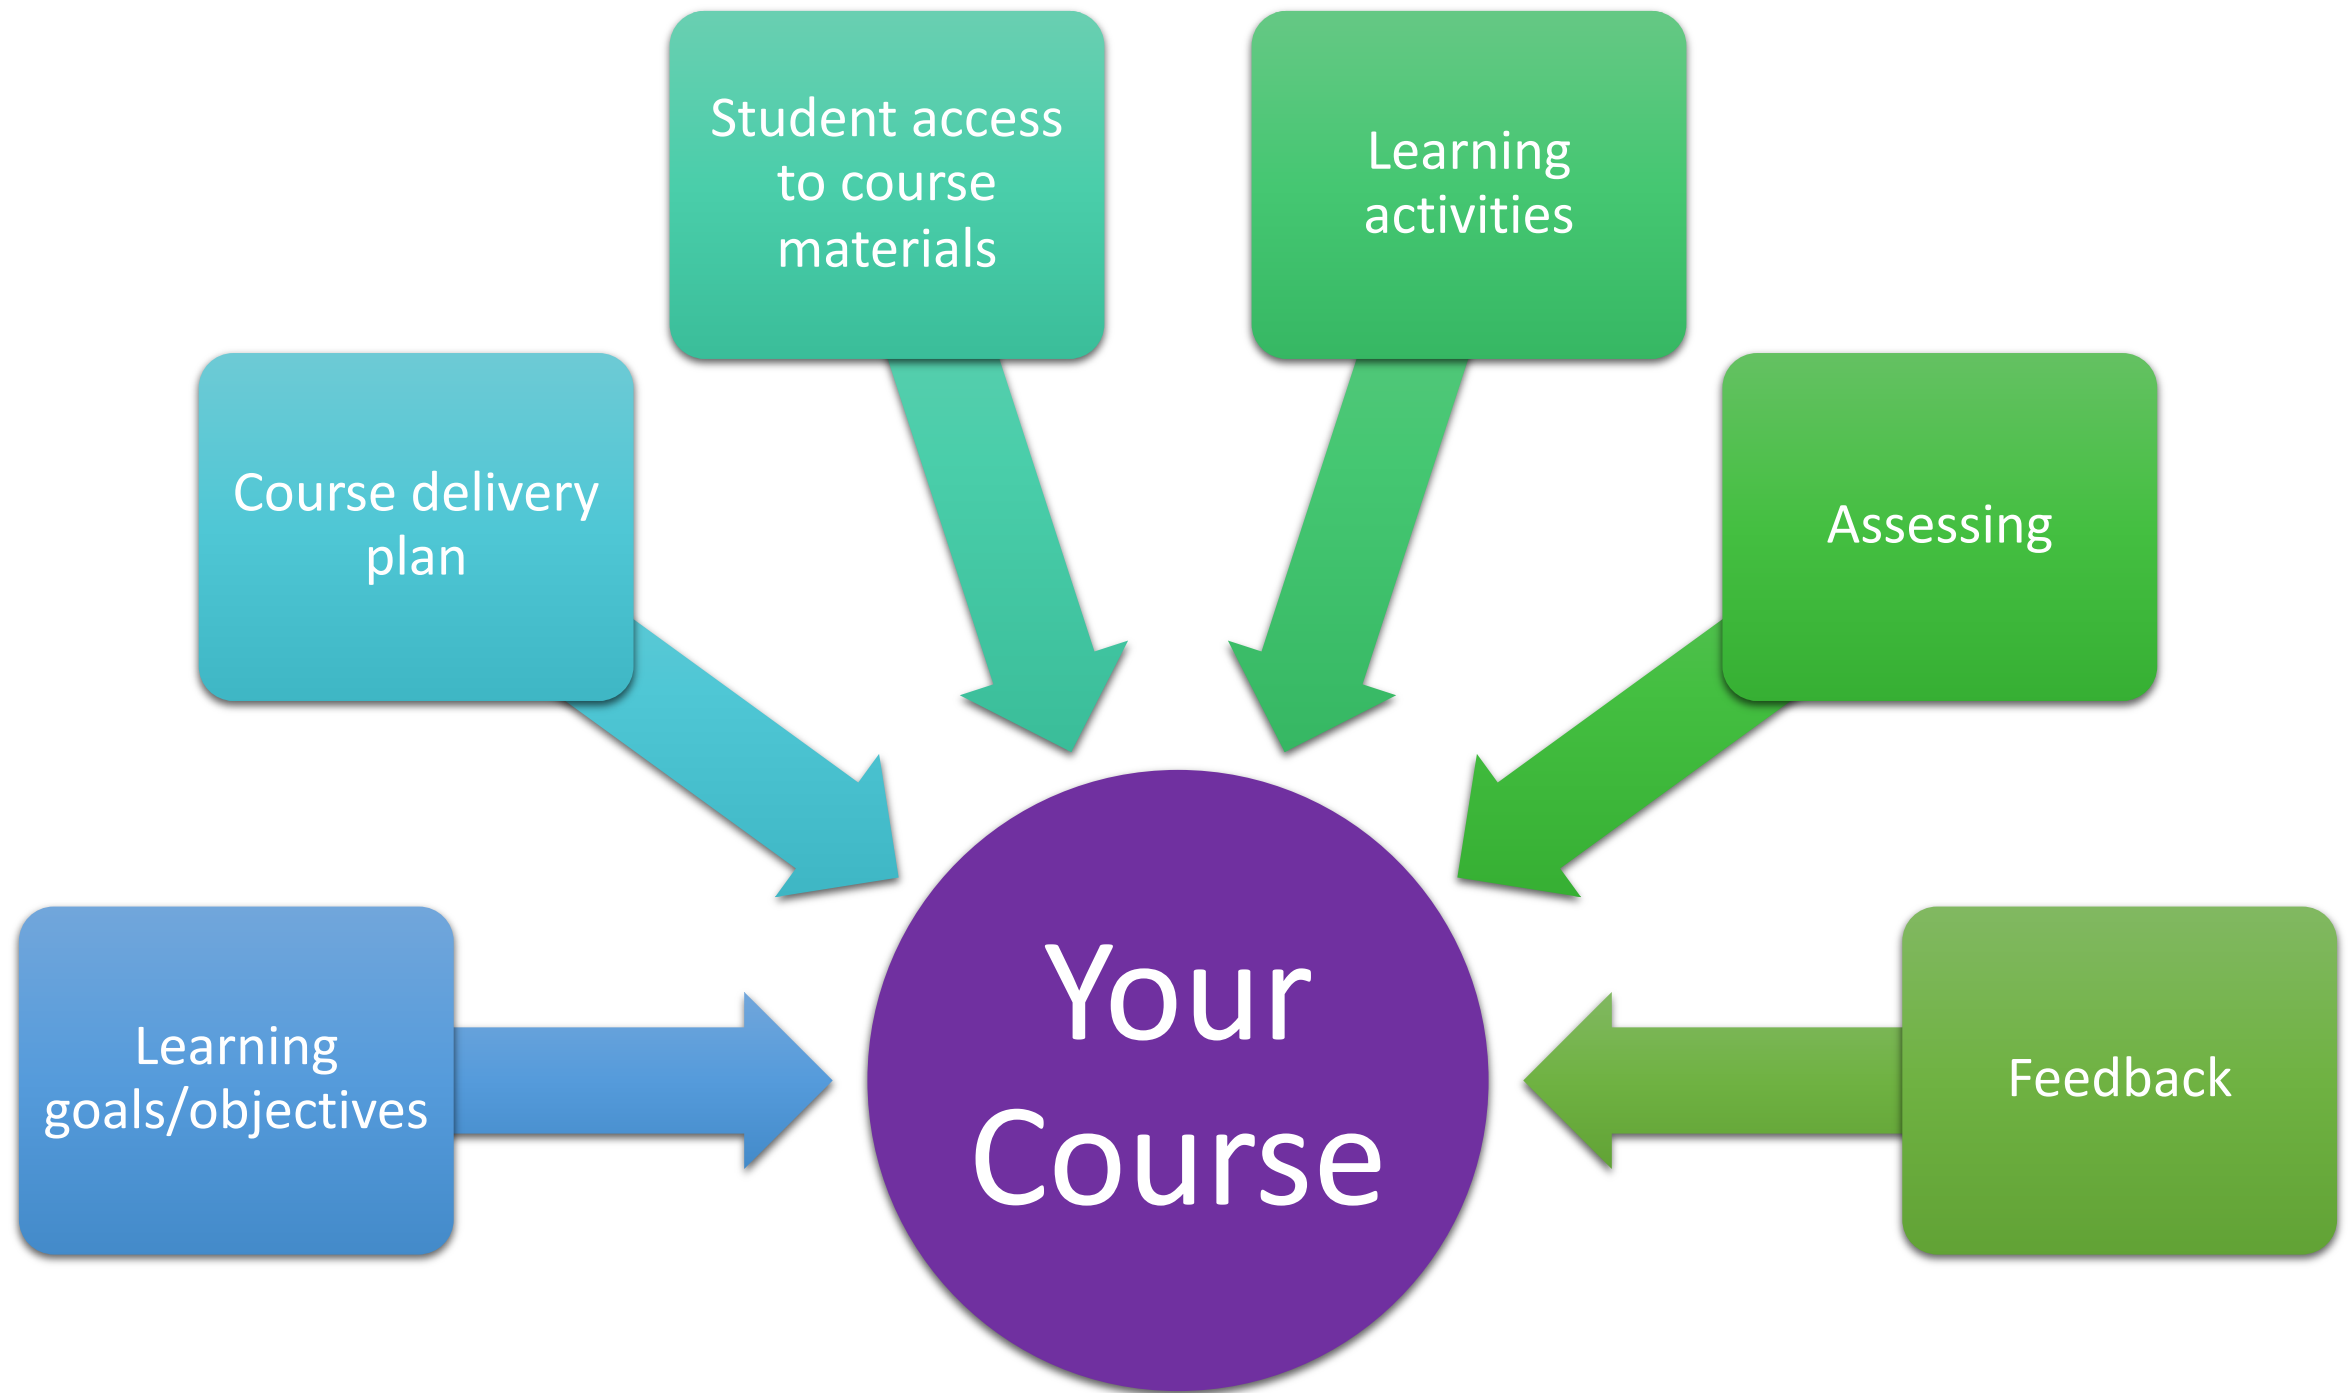 Student access
to course
materials
Learning
activities
Course delivery
plan
Assessing
Learning
goals/objectives
Your
Course
Feedback